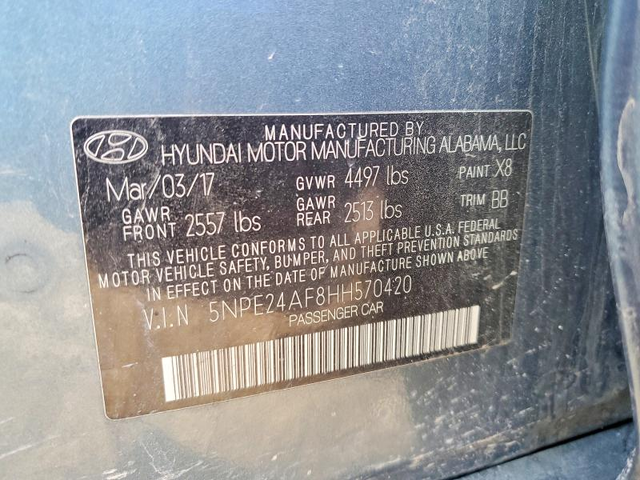 MANUFACTURED BY
HYUNDAI MOTOR MANUFACTURING ALABAMA, LLC
Mar/03/17 GVWR 4497 lbs PAINT X8
GAWR FRONT 2557 lbs GAWR REAR 2513 lbs TRIM BB
THIS VEHICLE CONFORMS TO ALL APPLICABLE U.S.A. FEDERAL
MOTOR VEHICLE SAFETY, BUMPER, AND THEFT PREVENTION STANDARDS
IN EFFECT ON THE DATE OF MANUFACTURE SHOWN ABOVE.
V.I.N 5NPE24AF8HH570420
PASSENGER CAR